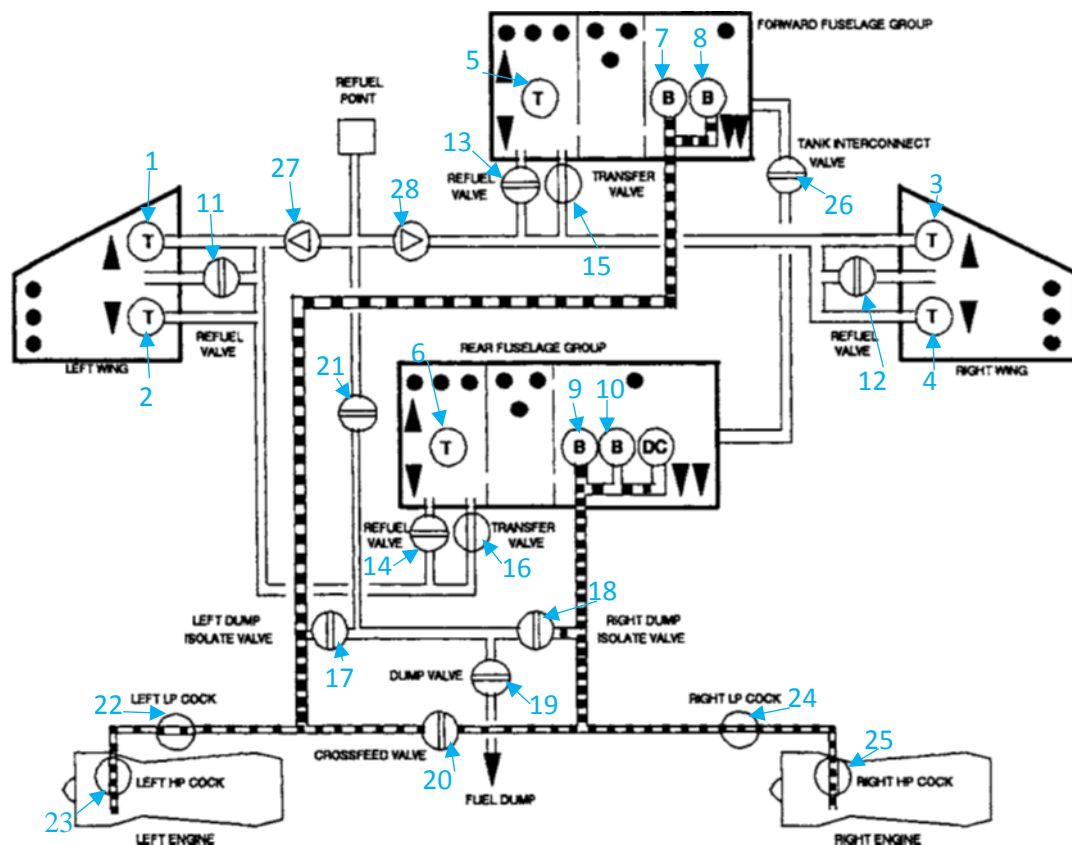 FORWARD FUSELAGE GROUP
7
8
5
T
B
B
REFUEL
POINT
TANK INTERCONNECT
VALVE
13
REFUEL
VALVE
TRANSFER
VALVE
1
27
28
15
26
3
11
T
T
2
T
REFUEL
VALVE
LEFT WING
T
REFUEL
VALVE
12
4
RIGHT WING
REAR FUSELAGE GROUP
21
6
9
10
T
B
B
DC
REFUEL
VALVE
TRANSFER
VALVE
14
16
18
LEFT DUMP
ISOLATE VALVE
RIGHT DUMP
ISOLATE VALVE
17
DUMP VALVE
19
LEFT LP COCK
22
RIGHT LP COCK
24
CROSSFEED VALVE
20
25
LEFT HP COCK
RIGHT HP COCK
23
FUEL DUMP
LEFT ENGINE
RIGHT ENGINE